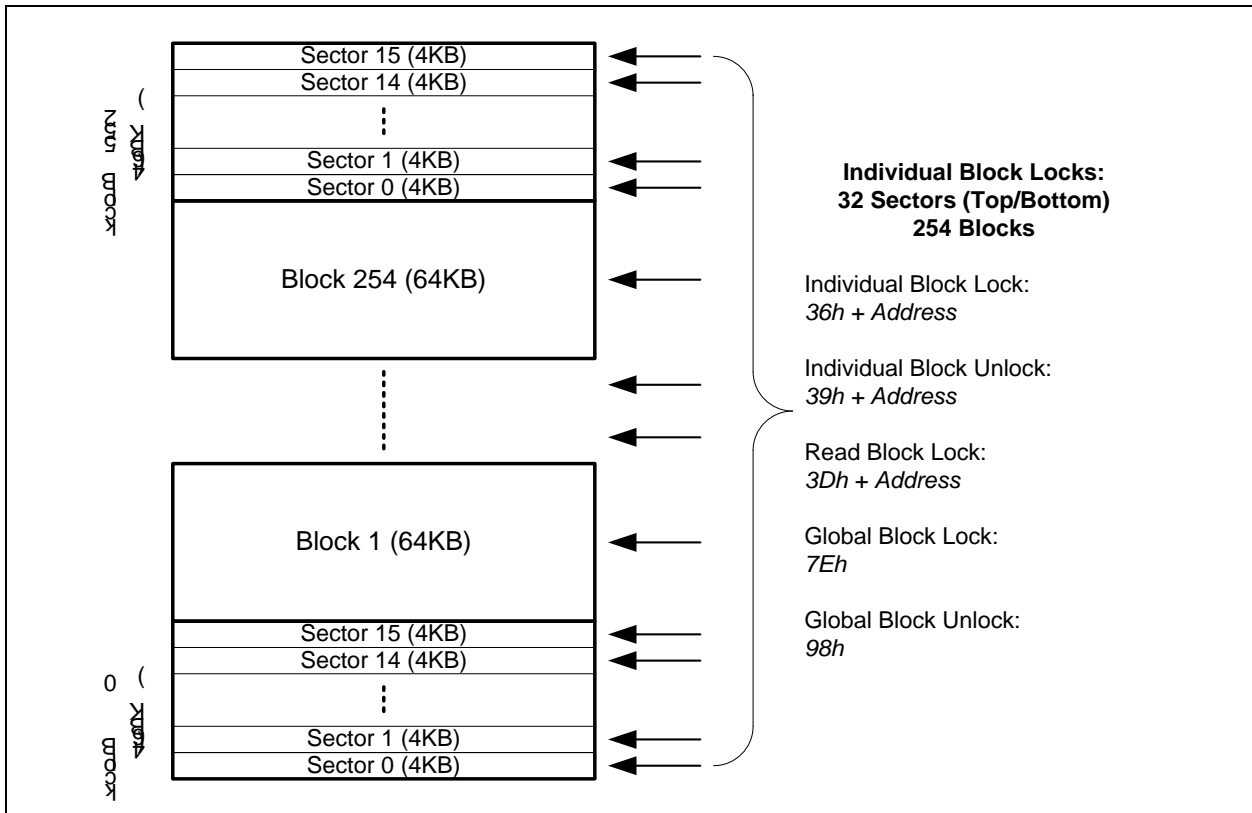 Sector 15 (4KB)
Sector 14 (4KB)
Sector 1 (4KB)
Sector 0 (4KB)
Block 254 (64KB)
Block 1 (64KB)
Sector 15 (4KB)
Sector 14 (4KB)
Sector 1 (4KB)
Sector 0 (4KB)
Individual Block Locks:
32 Sectors (Top/Bottom)
254 Blocks
Individual Block Lock:
36h + Address
Individual Block Unlock:
39h + Address
Read Block Lock:
3Dh + Address
Global Block Lock:
7Eh
Global Block Unlock:
98h